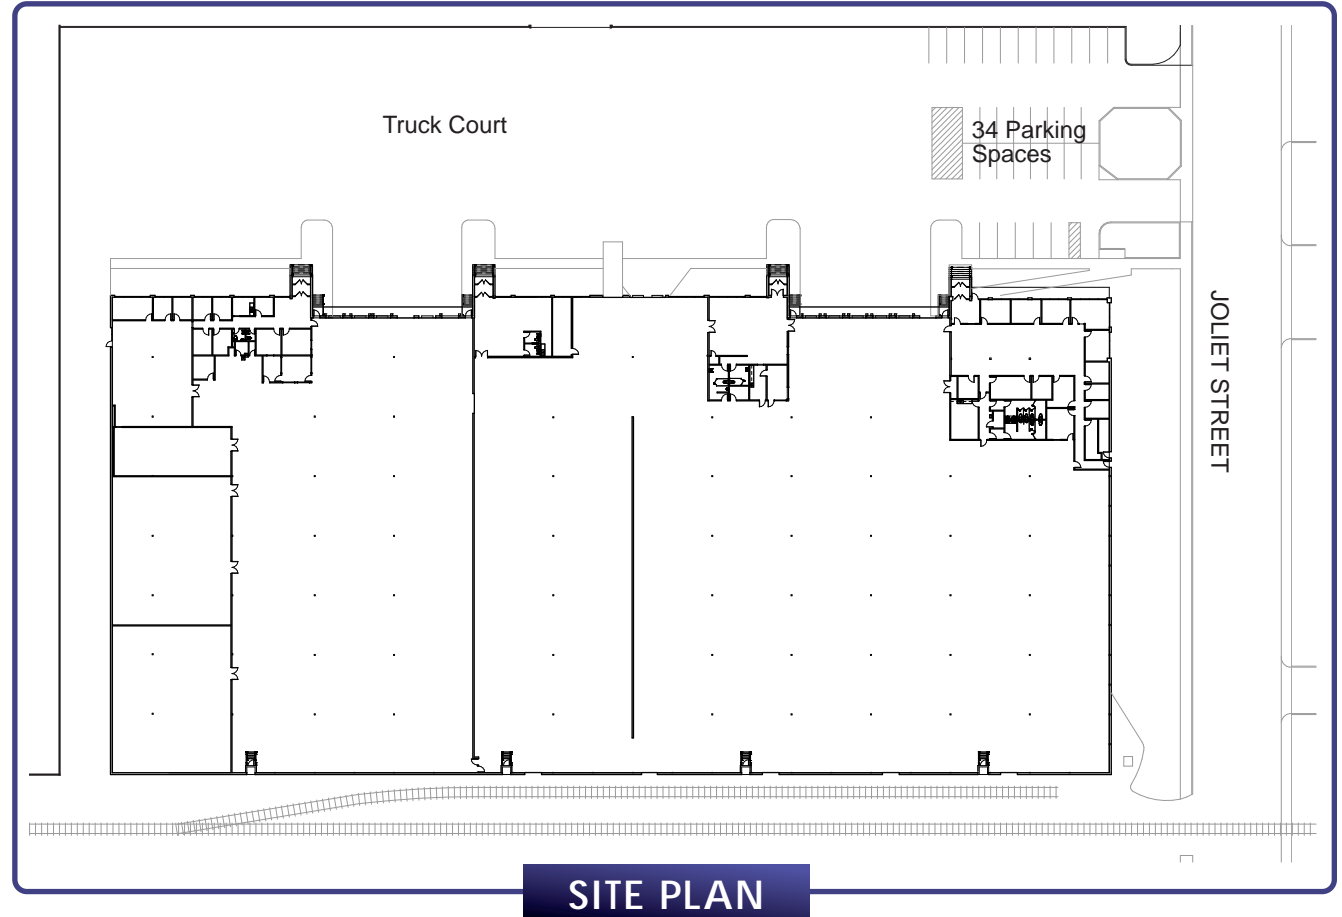 Truck Court
34 Parking
Spaces
JOLIET STREET
SITE PLAN